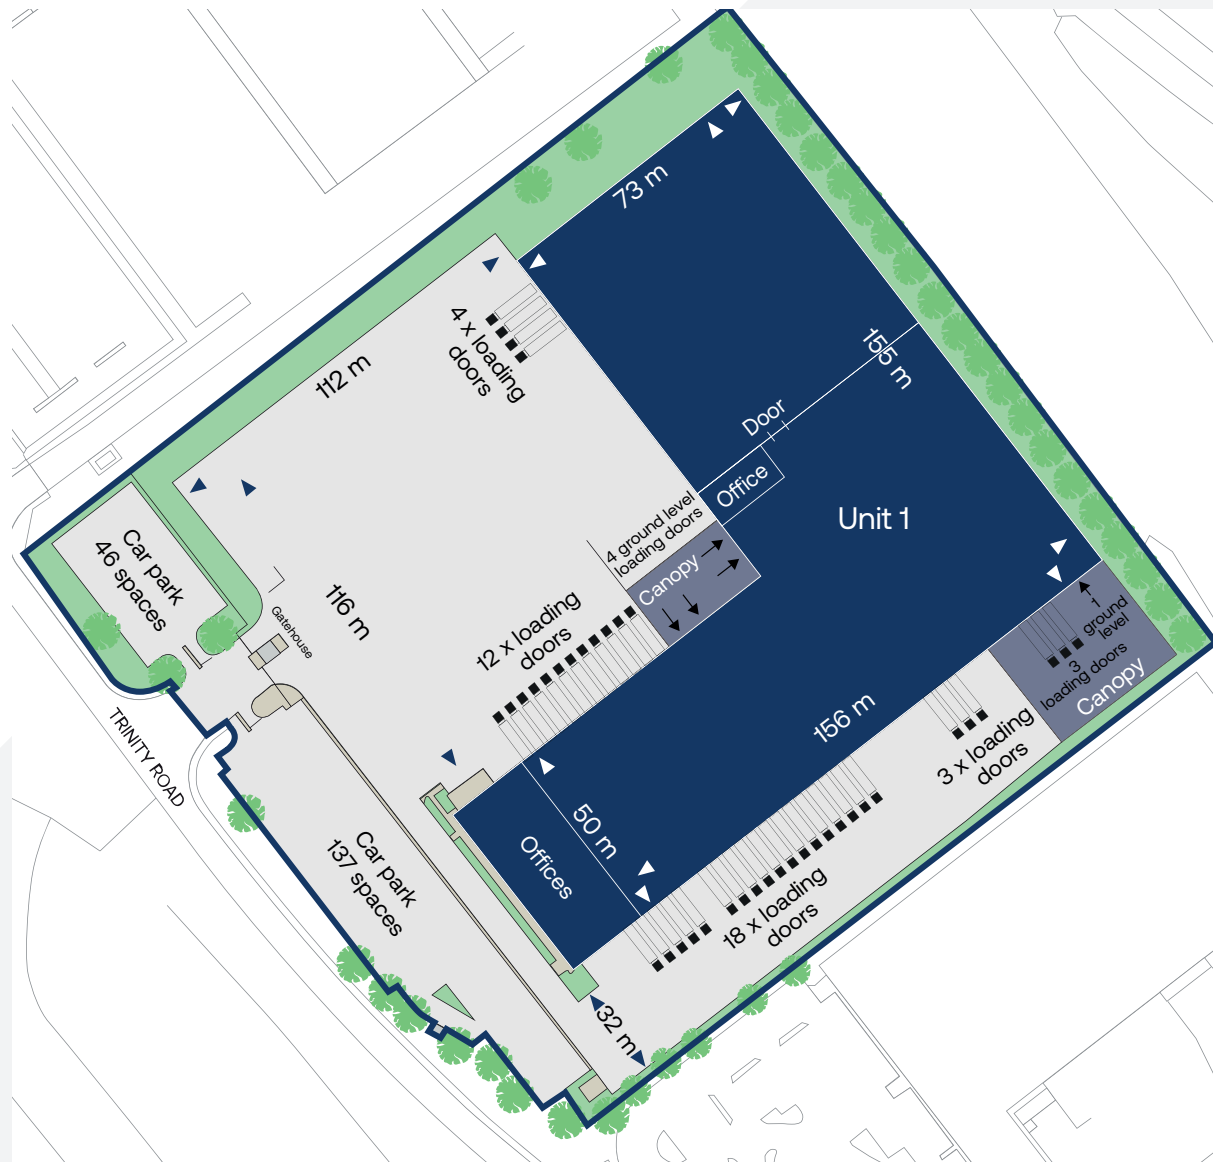 73 m
4 x loading
doors
112 m
155 m
Door
Office
Unit 1
4 ground level
loading doors
Canopy
Car park
46 spaces
116 m
Gatehouse
12 x loading
doors
1
ground
level
3
loading doors
Canopy
156 m
3 x loading
doors
TRINITY ROAD
50 m
Offices
Car park
137 spaces
18 x loading
doors
32 m